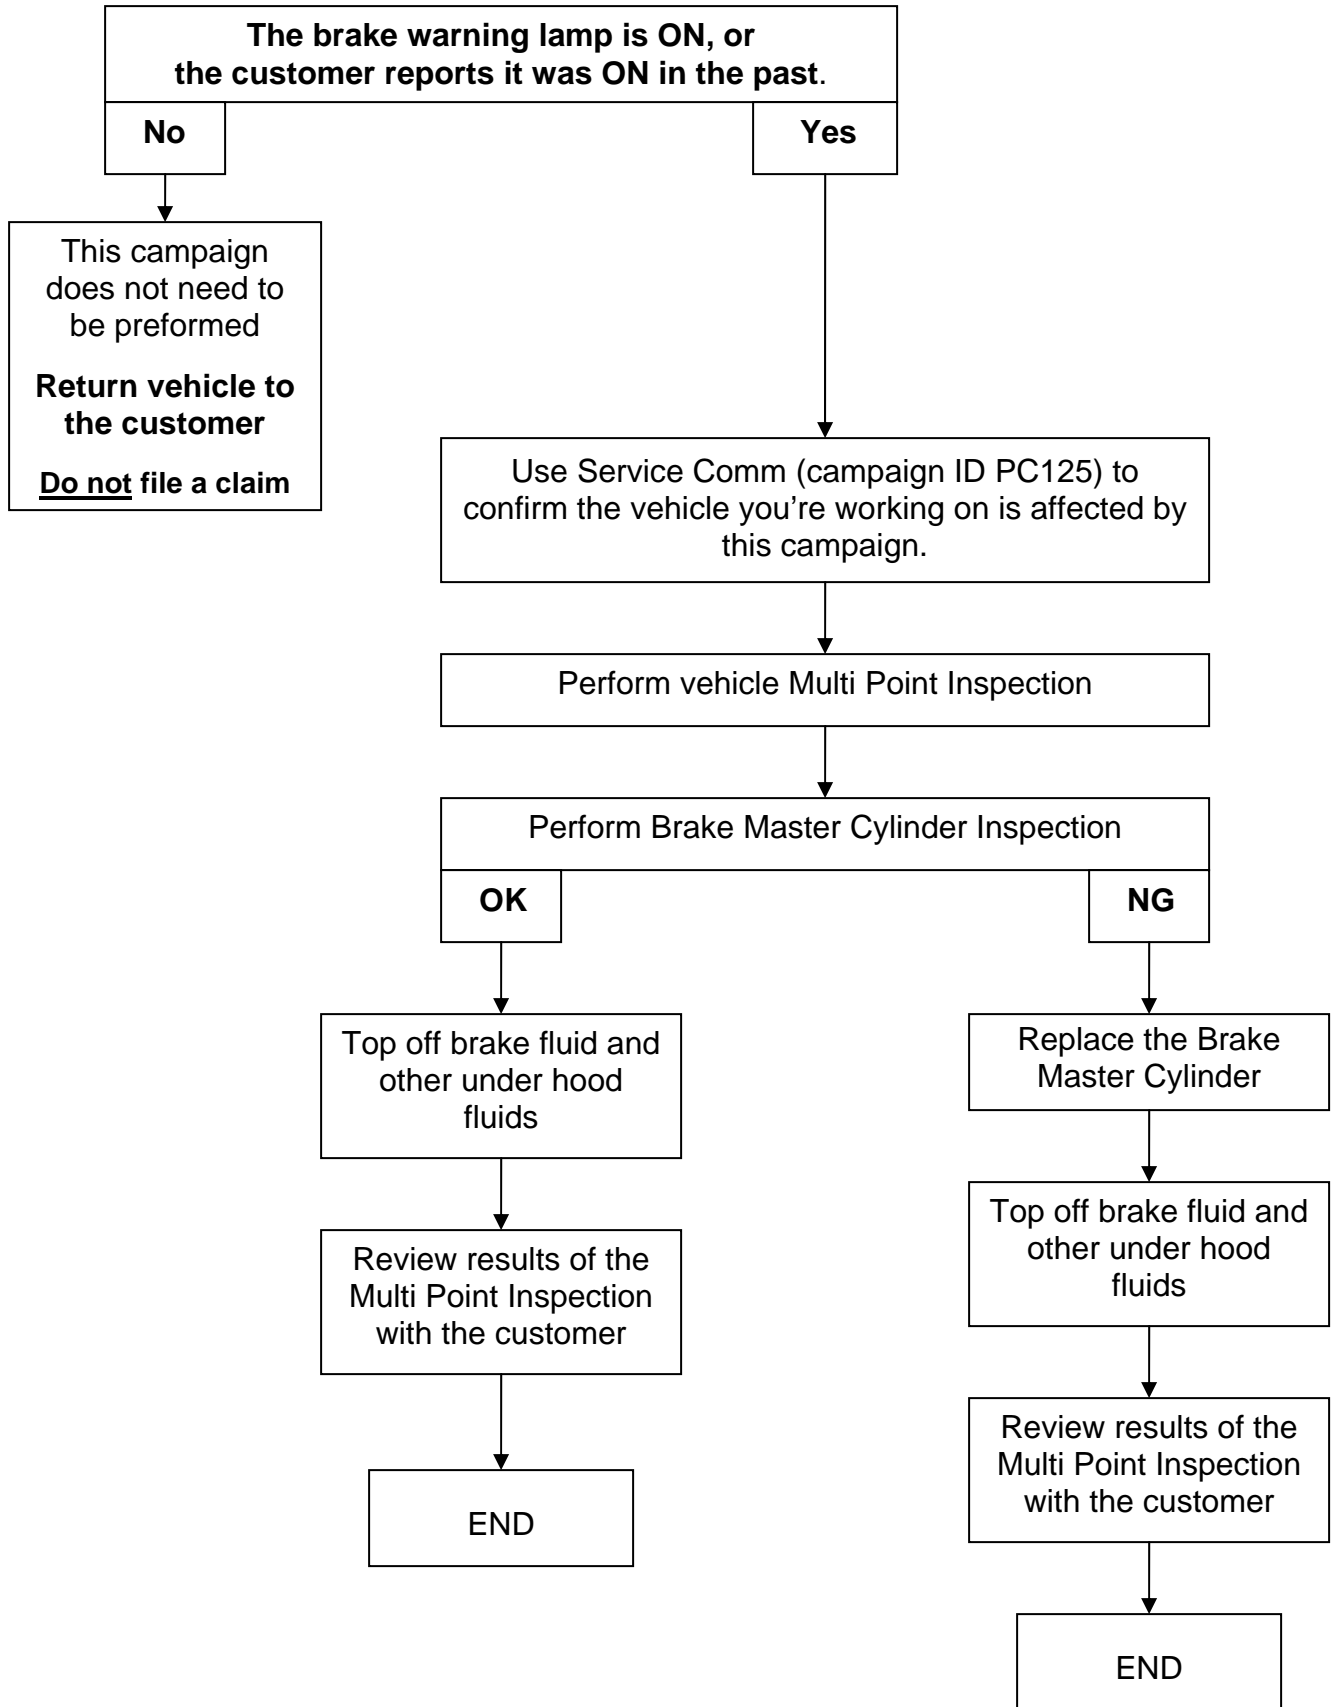 The brake warning lamp is ON, or
the customer reports it was ON in the past.
No
Yes
This campaign
does not need to
be preformed
Return vehicle to
the customer
Do not file a claim
Use Service Comm (campaign ID PC125) to
confirm the vehicle you’re working on is affected by
this campaign.
Perform vehicle Multi Point Inspection
Perform Brake Master Cylinder Inspection
OK
NG
Top off brake fluid and
other under hood
fluids
Review results of the
Multi Point Inspection
with the customer
END
Replace the Brake
Master Cylinder
Top off brake fluid and
other under hood
fluids
Review results of the
Multi Point Inspection
with the customer
END